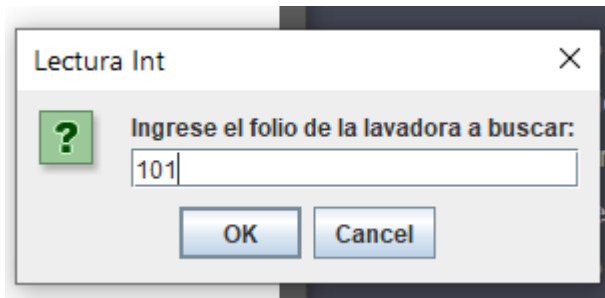 Lectura Int
Ingrese el folio de la lavadora a buscar:
101
OK
Cancel